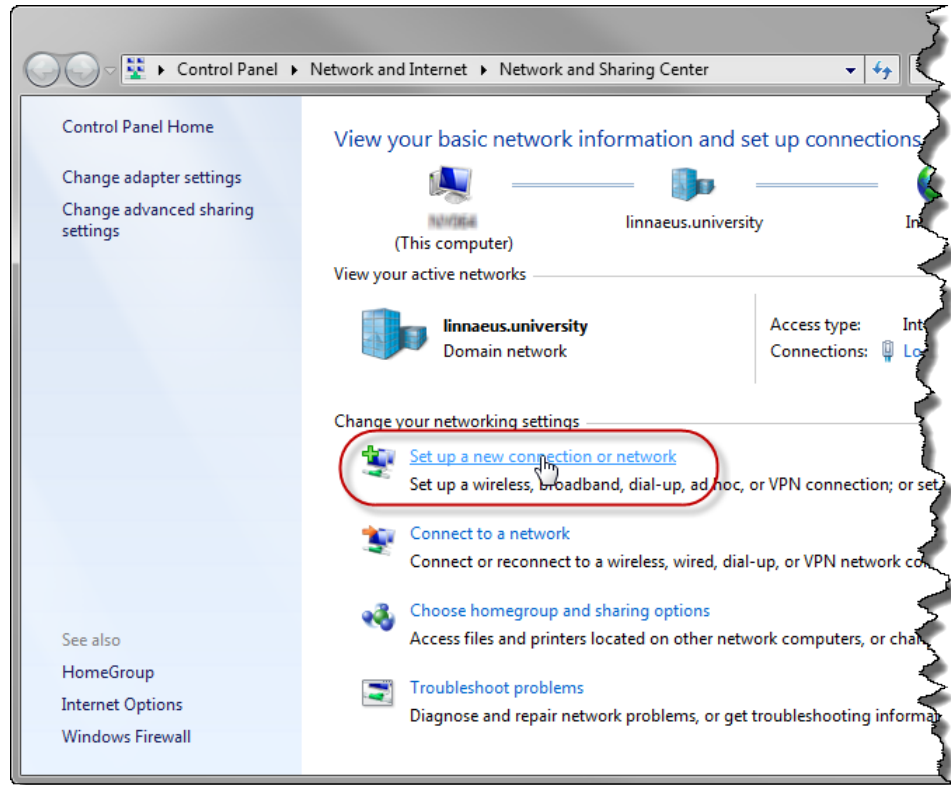 Control Panel Network and Internet Network and Sharing Center
Control Panel Home
Change adapter settings
Change advanced sharing
settings
View your basic network information and set up connections
linnaeus.university
(This computer)
View your active networks
linnaeus.university
Domain network
Access type:
Connections:
Change your networking settings
Set up a new connection or network
Set up a wireless, broadband, dial-up, ad hoc, or VPN connection; or set
Connect to a network
Connect or reconnect to a wireless, wired, dial-up, or VPN network
Choose homegroup and sharing options
Access files and printers located on other network computers, or
Troubleshoot problems
Diagnose and repair network problems, or get troubleshooting
See also
HomeGroup
Internet Options
Windows Firewall